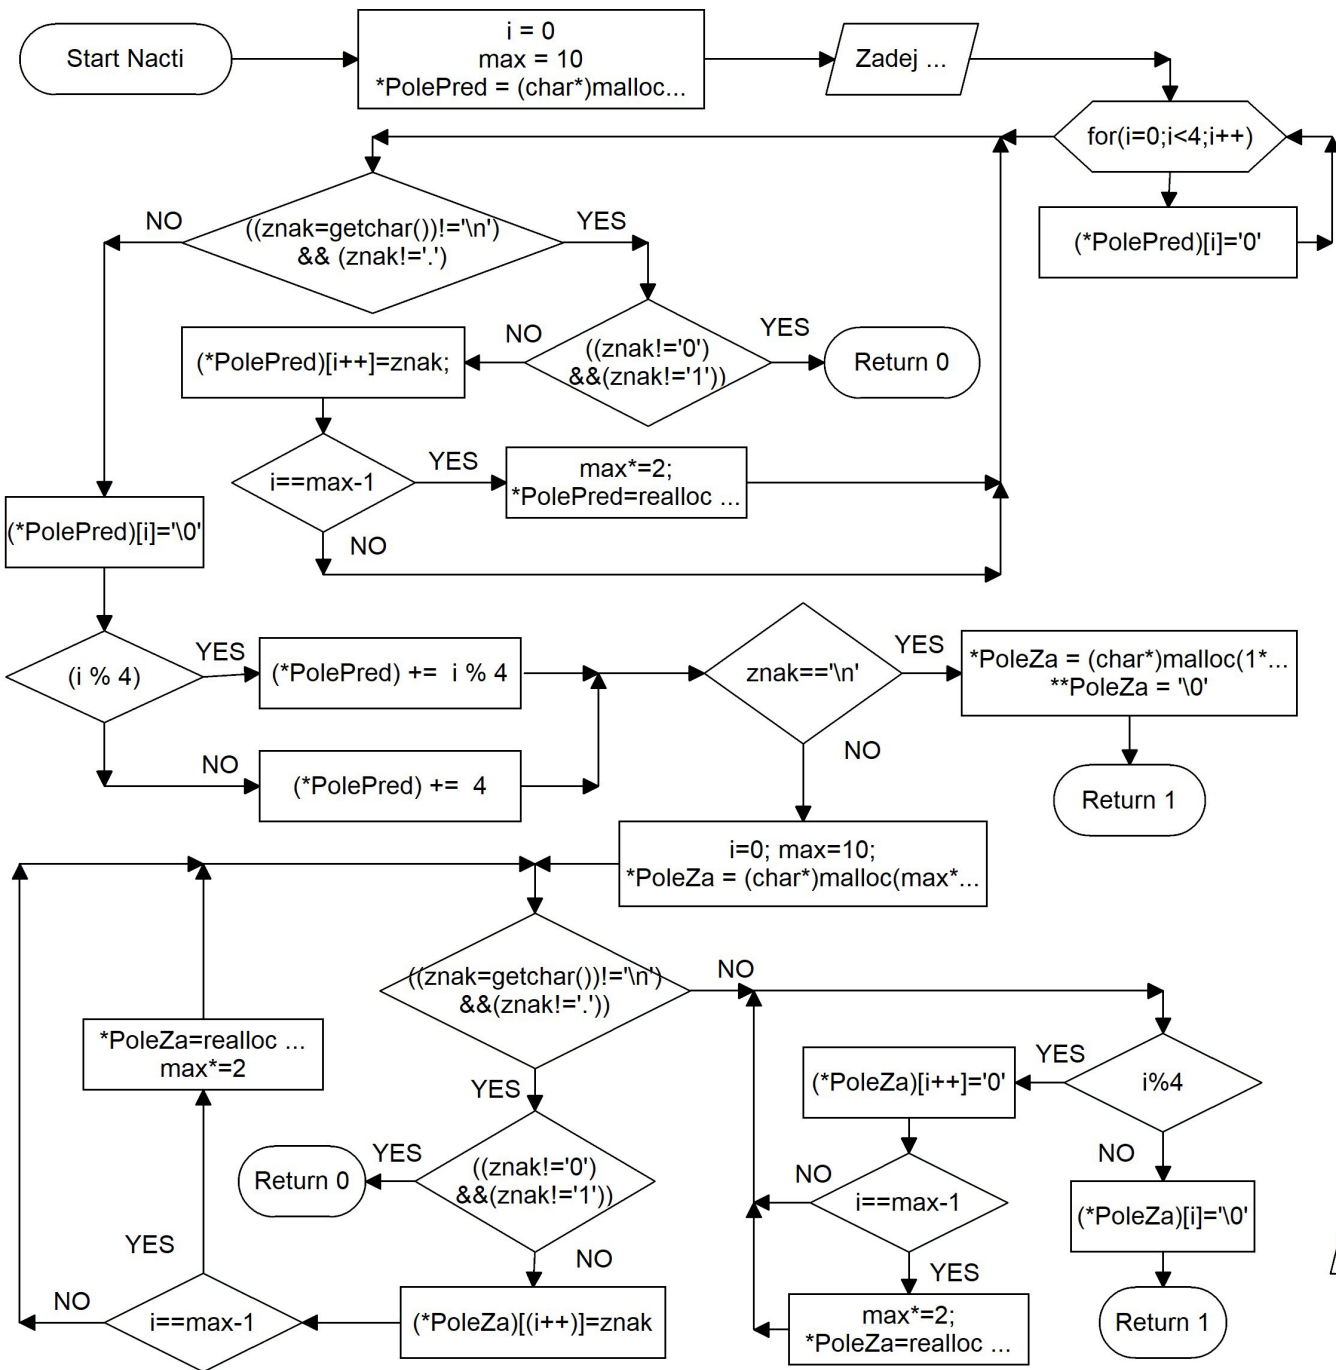 Start Nacti
i = 0
max = 10
*PolePred = (char*)malloc...
Zadej ...
for(i=0;i<4;i++)
(*PolePred)[i]='0'
((znak=getchar())!='\n')
&& (znak!='.')
NO
YES
((znak!='0')
&&(znak!='1'))
NO
YES
Return 0
(*PolePred)[i++]=znak;
i==max-1
YES
NO
max*=2;
*PolePred=realloc ...
(*PolePred)[i]='\0'
(i % 4)
YES
NO
(*PolePred) += i % 4
(*PolePred) += 4
znak=='\n'
YES
NO
*PoleZa = (char*)malloc(1*...
**PoleZa = '\0'
Return 1
i=0; max=10;
*PoleZa = (char*)malloc(max*...
((znak=getchar())!='\n')
&&(znak!='.'))
NO
YES
((znak!='0')
&&(znak!='1'))
YES
NO
Return 0
(*PoleZa)[(i++)]=znak
i==max-1
YES
NO
*PoleZa=realloc ...
max*=2
i%4
YES
NO
(*PoleZa)[i++]='0'
i==max-1
NO
YES
max*=2;
*PoleZa=realloc ...
(*PoleZa)[i]='\0'
Return 1